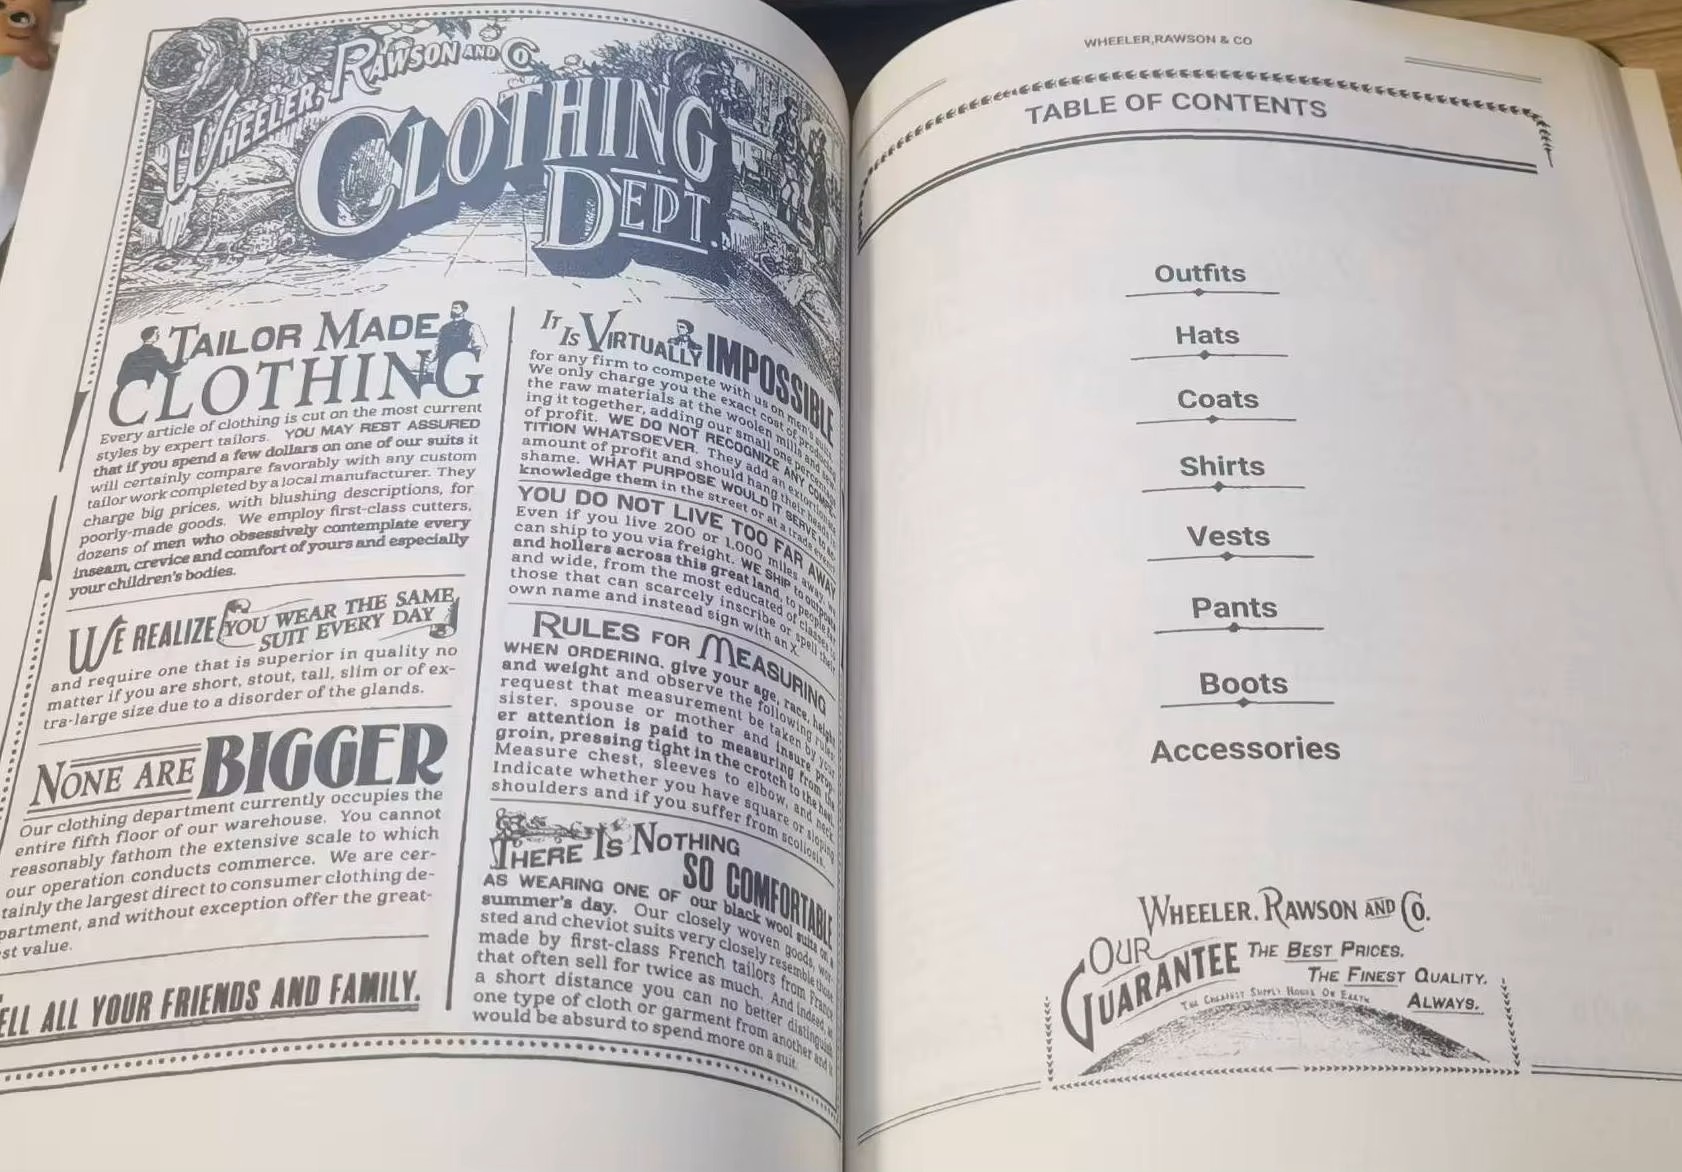 WHEELER, RAWSON AND CO.
CLOTHING
DEPT.
TAILOR MADE
CLOTHING
Every article of clothing is cut on the most current
styles by expert tailors. YOU MAY REST ASSURED
that if you spend a few dollars on one of our suits it
will certainly compare favorably with any custom
tailor work completed by a local manufacturer. They
charge big prices, with blushing descriptions, for
poorly-made goods. We employ first-class cutters,
dozens of men who obsessively contemplate every
inseam, crevice and comfort of yours and especially
your children's bodies.
WE REALIZE YOU WEAR THE SAME
SUIT EVERY DAY
and require one that is superior in quality no
matter if you are short, stout, tall, slim or of ex-
tra-large size due to a disorder of the glands.
NONE ARE BIGGER
Our clothing department currently occupies the
entire fifth floor of our warehouse. You cannot
reasonably fathom the extensive scale to which
our operation conducts commerce. We are cer-
tainly the largest direct to consumer clothing de-
partment, and without exception offer the great-
st value.
ELL ALL YOUR FRIENDS AND FAMILY.
IT IS VIRTUALLY IMPOSSIBLE
for any firm to compete with us on men's suits.
We only charge you the exact cost of producing
the raw materials at the woolen mills and
ing it together, adding our small one percent
of profit. WE DO NOT RECOGNIZE ANY COMPE-
TITION WHATSOEVER. They add an extortionate
amount of profit and should hang their heads in
shame. WHAT PURPOSE WOULD IT SERVE to
knowledge them in the street or at a trade event
YOU DO NOT LIVE TOO FAR AWAY
Even if you live 200 or 1,000 miles away, we
can ship to you via freight. WE SHIP to outposts
and hollers across this great land, to people far
and wide, from the most educated of classes to
those that can scarcely inscribe or spell their
own name and instead sign with an X.
RULES FOR MEASURING
WHEN ORDERING, give your age, race, height
and weight and observe the following rules:
request that measurement be taken by your
sister, spouse or mother and insure prop-
er attention is paid to measuring from the
groin, pressing tight in the crotch to the heel.
Measure chest, sleeves to elbow, and neck
Indicate whether you have square or sloping
shoulders and if you suffer from scoliosis.
THERE IS NOTHING
SO COMFORTABLE
AS WEARING ONE OF our black wool suits on a
summer's day. Our closely woven goods, wor-
sted and cheviot suits very closely resemble those
made by first-class French tailors from France
that often sell for twice as much. And indeed, at
a short distance you can no better distinguish
one type of cloth or garment from another and it
would be absurd to spend more on a suit.
WHEELER,RAWSON & CO
TABLE OF CONTENTS
Outfits
Hats
Coats
Shirts
Vests
Pants
Boots
Accessories
WHEELER, RAWSON AND CO.
OUR GUARANTEE
THE BEST PRICES.
THE FINEST QUALITY.
ALWAYS.
THE CHEAPEST SUPPLY HOUSE ON EARTH